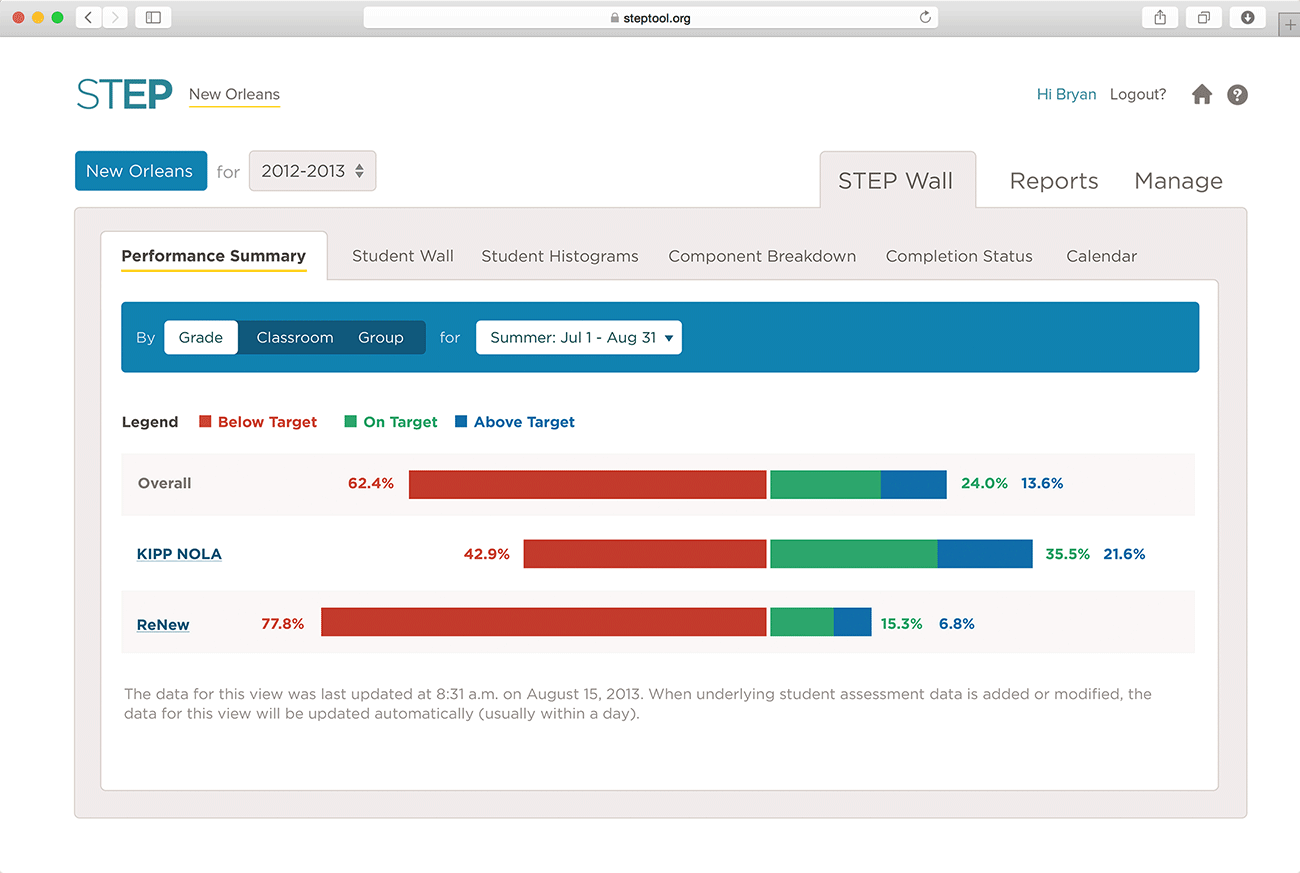 steptool.org
STEP New Orleans Hi Bryan Logout? ?
New Orleans for 2012-2013 STEP Wall Reports Manage
Performance Summary Student Wall Student Histograms Component Breakdown Completion Status Calendar
By Grade Classroom Group for Summer: Jul 1 - Aug 31
Legend Below Target On Target Above Target
Overall 62.4% 24.0% 13.6%
KIPP NOLA 42.9% 35.5% 21.6%
ReNew 77.8% 15.3% 6.8%
The data for this view was last updated at 8:31 a.m. on August 15, 2013. When underlying student assessment data is added or modified, the
data for this view will be updated automatically (usually within a day).